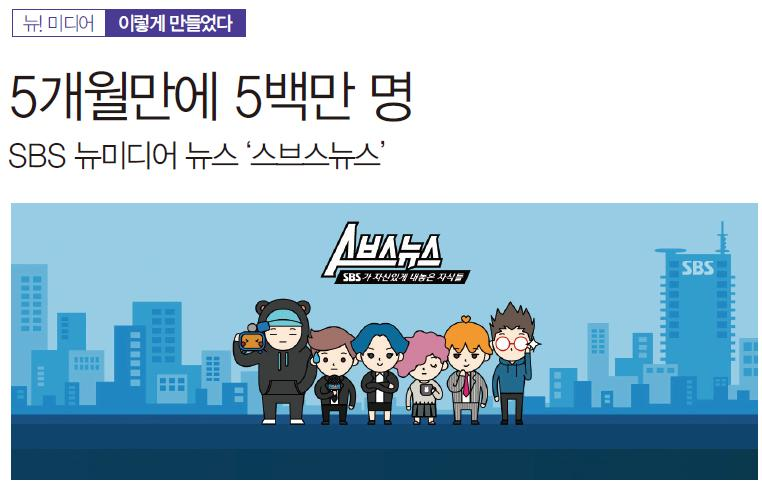 뉴! 미디어 이렇게 만들었다
5개월만에 5백만 명
SBS 뉴미디어 뉴스 ‘스브스뉴스’
스브스뉴스
SBS가 자신있게 내놓은 자식들
SBS